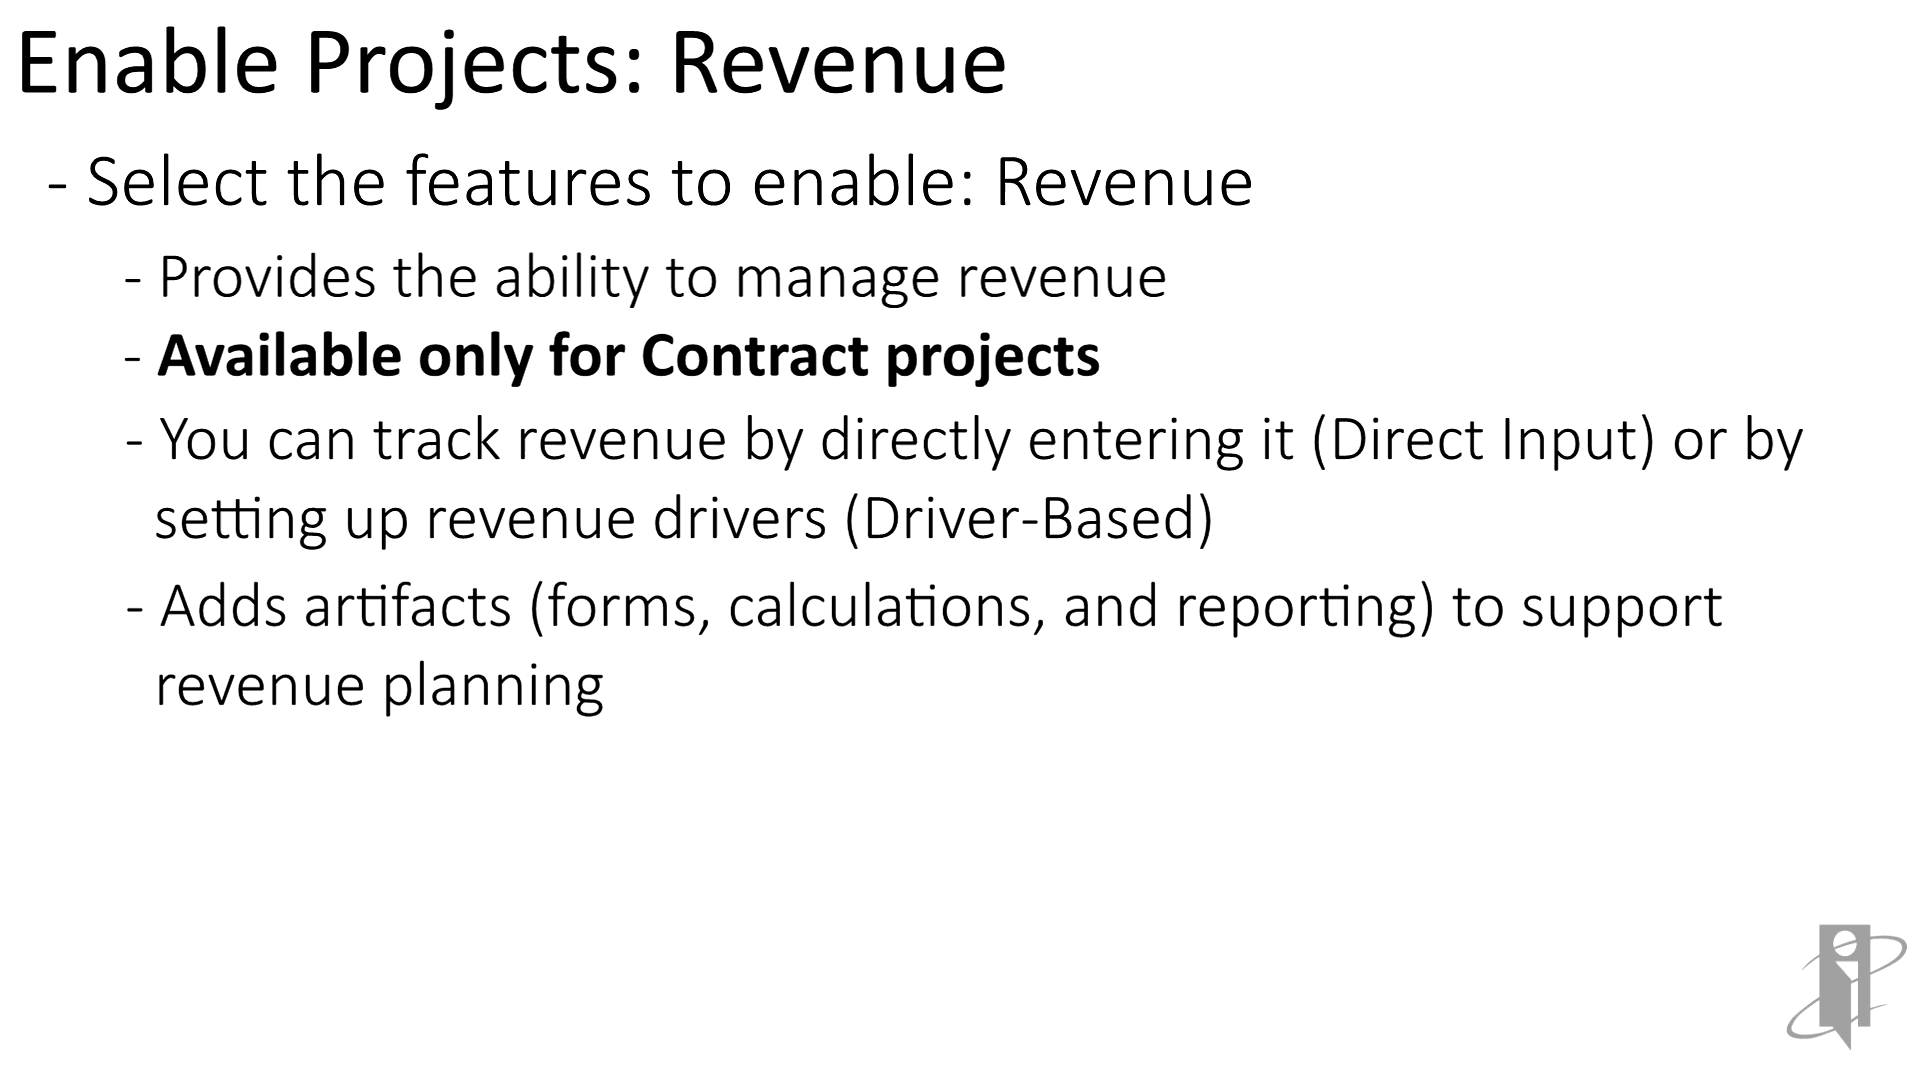 Enable Projects: Revenue
- Select the features to enable: Revenue
- Provides the ability to manage revenue
- Available only for Contract projects
- You can track revenue by directly entering it (Direct Input) or by
setting up revenue drivers (Driver-Based)
- Adds artifacts (forms, calculations, and reporting) to support
revenue planning